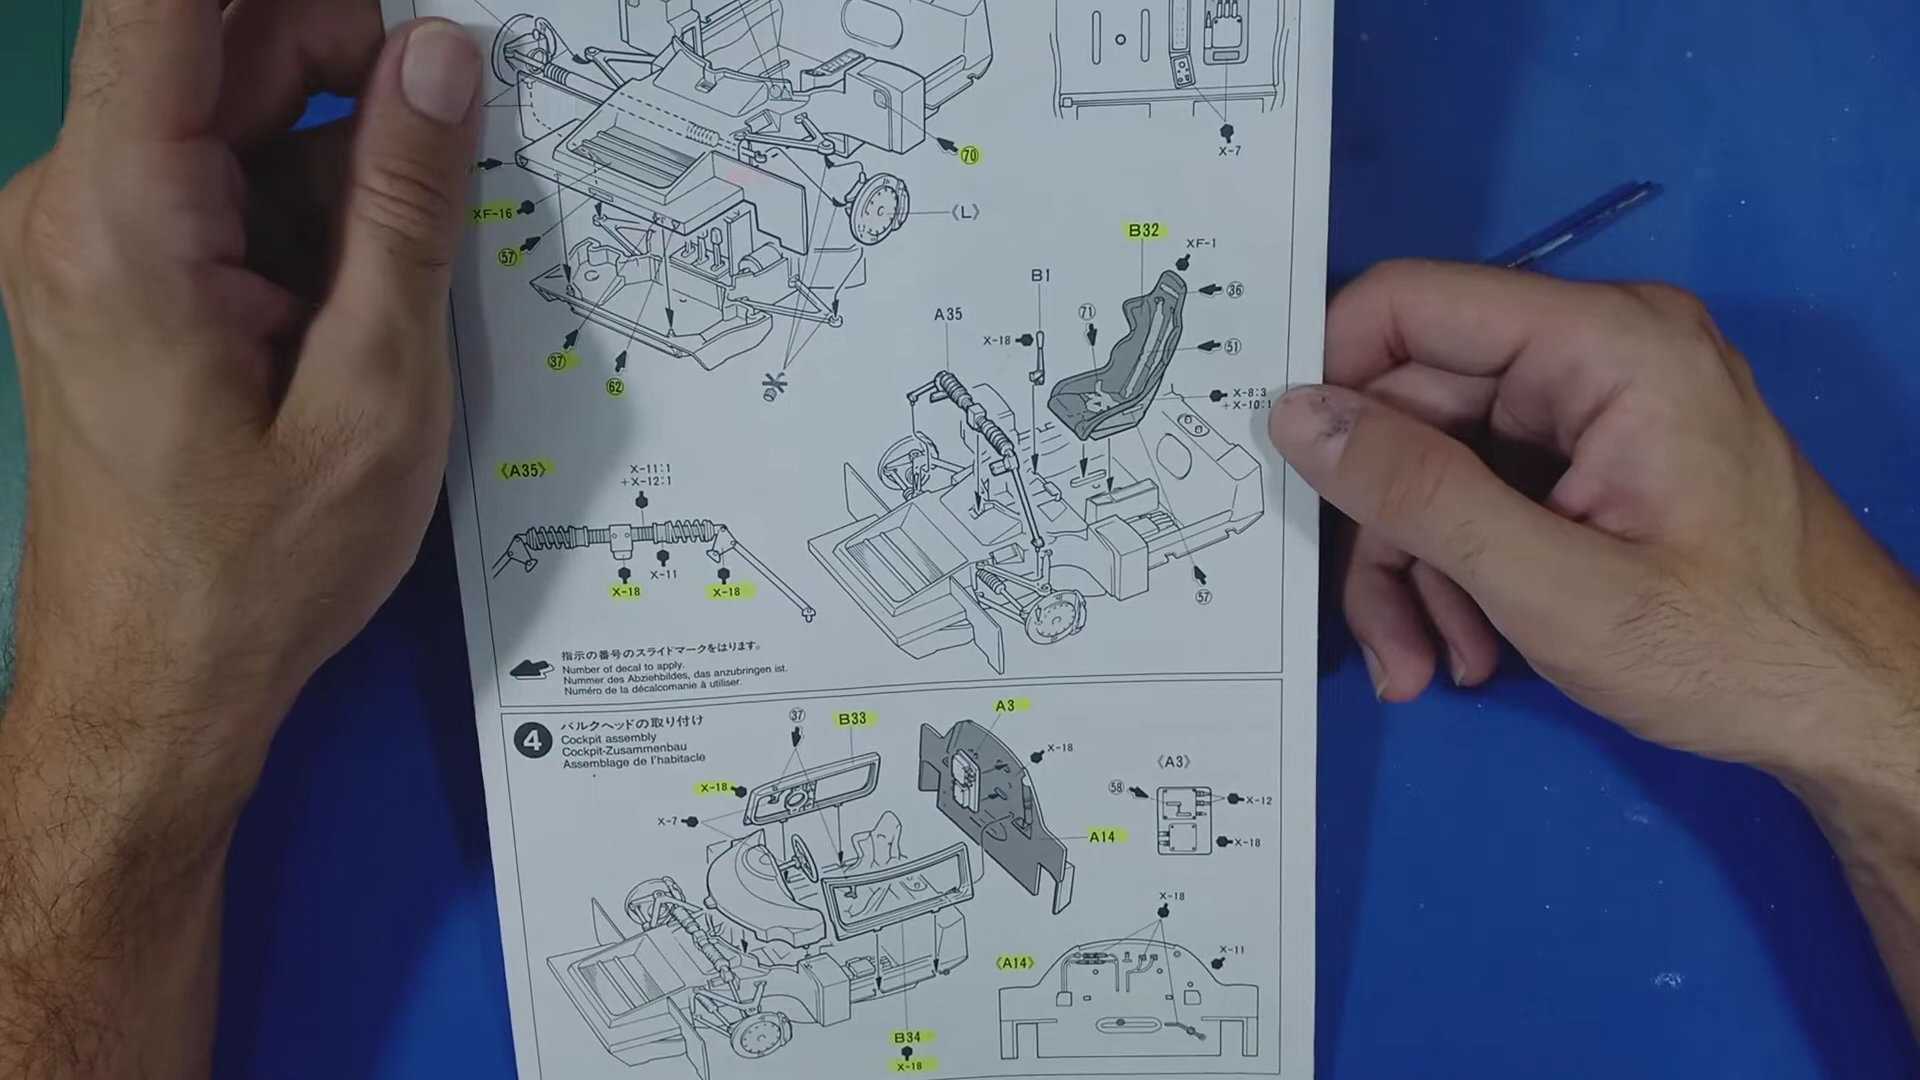 70
X-7
XF-16
《L》
57
B32
XF-1
B1
36
A35
71
X-18
51
37
62
X-8:3
+X-10:1
《A35》
X-11:1
+X-12:1
X-11
X-18
X-18
57
指示の番号のスライドマークをはります。
Number of decal to apply.
Nummer des Abziehbildes, das anzubringen ist.
Numéro de la décalcomanie à utiliser.
4
バルクヘッドの取り付け
Cockpit assembly
Cockpit-Zusammenbau
Assemblage de l'habitacle
37
B33
A3
X-18
《A3》
X-18
58
X-12
X-7
A14
X-18
X-18
《A14》
X-11
B34
X-18